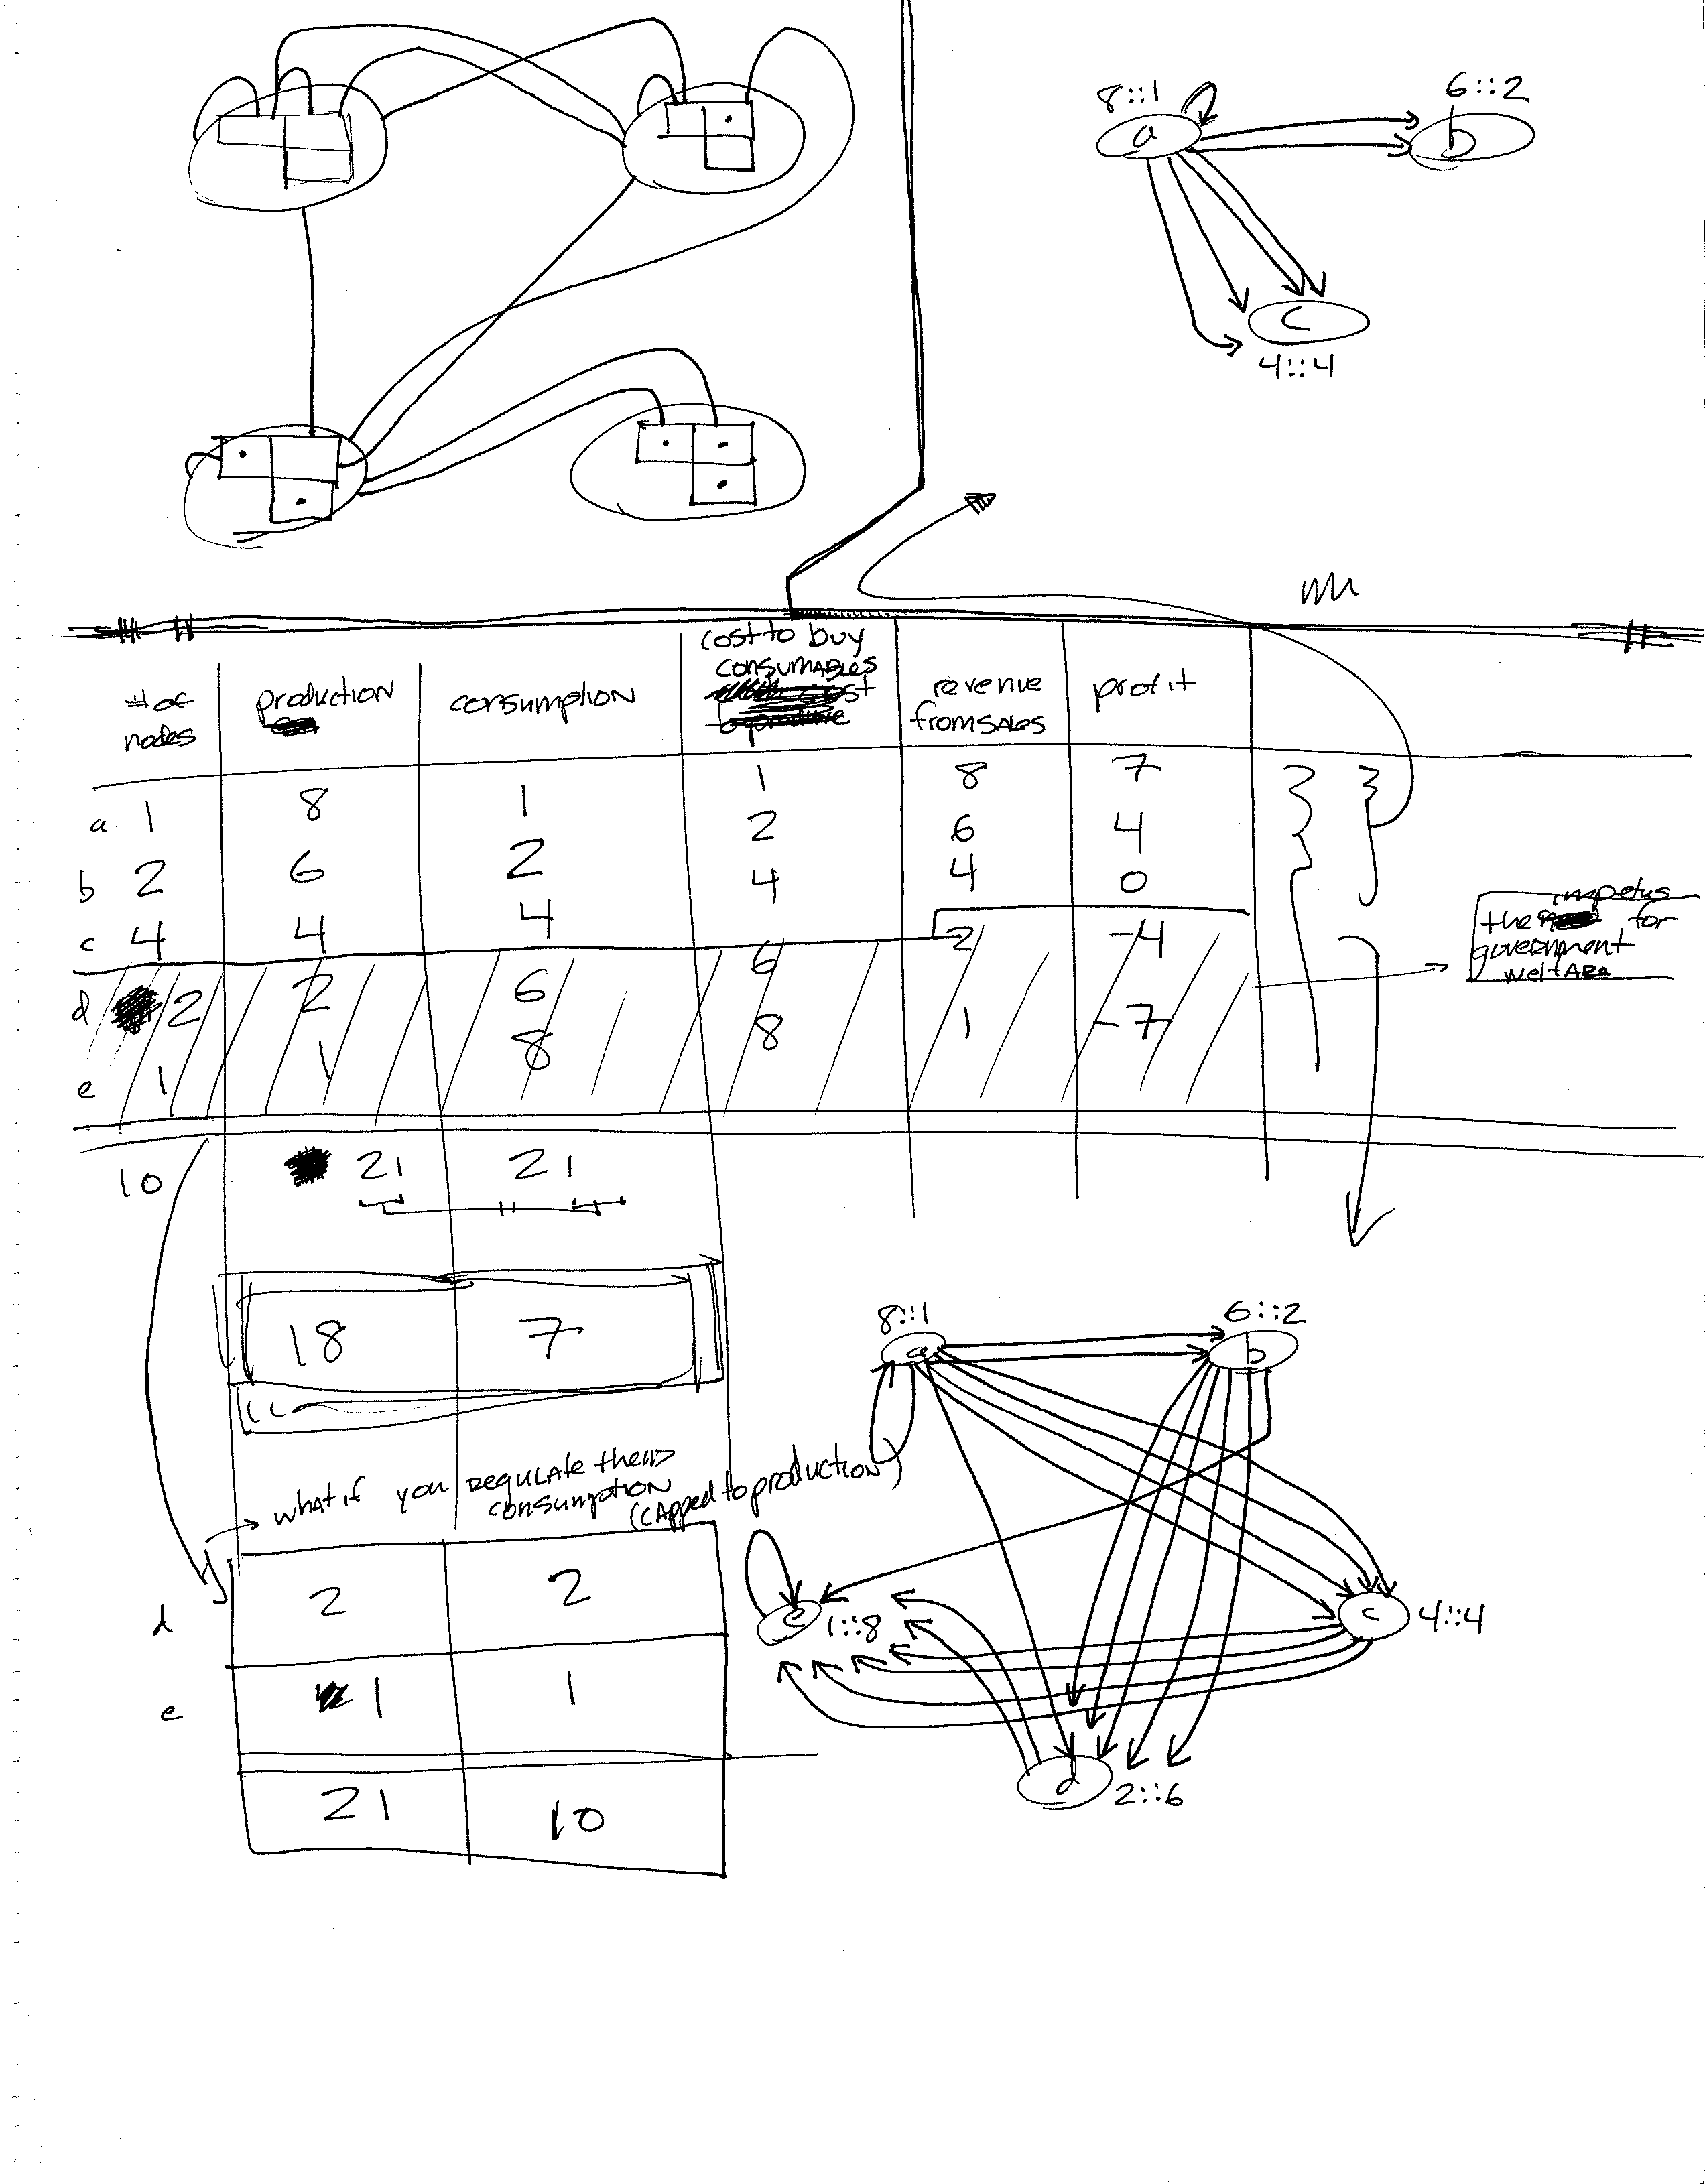 8::1
6::2
a
b
c
4::4
# of nodes
production
consumption
cost to buy
consumables
cost
revenue
from sales
profit
a 1 8 1 1 8 7
b 2 6 2 2 6 4
c 4 4 4 4 4 0
d 2 2 6 6 2 -4
e 1 1 8 8 1 -7
impetus
the for
government
welfare
10 21 21
18 7
8::1
6::2
a
b
what if you regulate their
consumption
(capped to production)
d 2 2
e 1 1
21 10
e
1::8
c
4::4
d
2::6